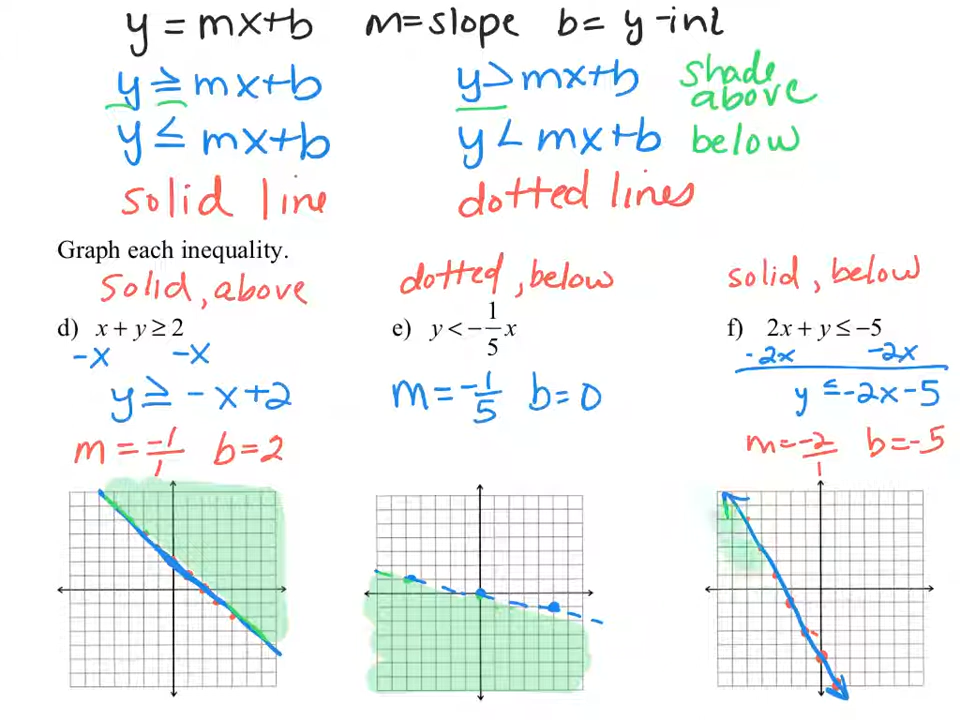 y = mx+b m=slope b= y-int
y ≥ mx+b y > mx+b shade above
y ≤ mx+b y < mx+b below
solid line dotted lines
Graph each inequality.
Solid, above dotted, below solid, below
d) x + y ≥ 2 e) y < -1/5 x f) 2x + y ≤ -5
-x -x -2x -2x
y ≥ -x+2 m = -1/5 b = 0 y ≤ -2x-5
m = -1/1 b=2 m=-2/1 b=-5